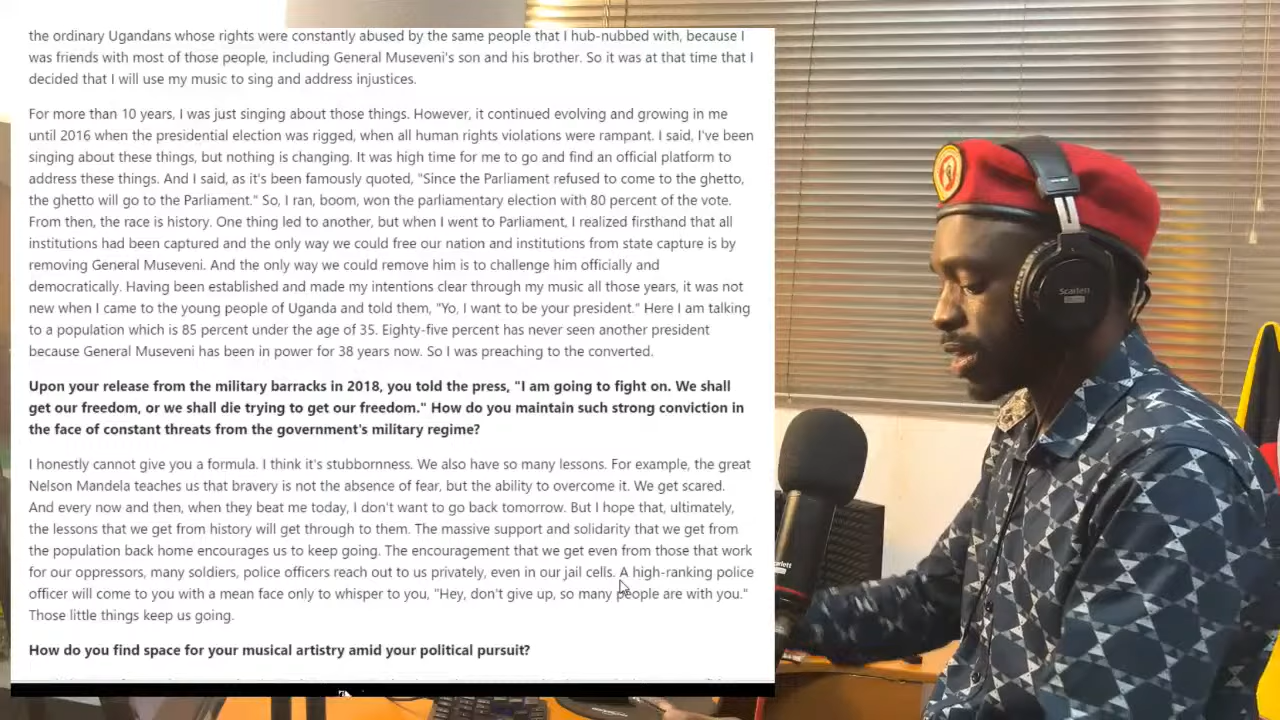 the ordinary Ugandans whose rights were constantly abused by the same people that I hub-nubbed with, because I
was friends with most of those people, including General Museveni's son and his brother. So it was at that time that I
decided that I will use my music to sing and address injustices.
For more than 10 years, I was just singing about those things. However, it continued evolving and growing in me
until 2016 when the presidential election was rigged, when all human rights violations were rampant. I said, I've been
singing about these things, but nothing is changing. It was high time for me to go and find an official platform to
address these things. And I said, as it's been famously quoted, "Since the Parliament refused to come to the ghetto,
the ghetto will go to the Parliament." So, I ran, boom, won the parliamentary election with 80 percent of the vote.
From then, the race is history. One thing led to another, but when I went to Parliament, I realized firsthand that all
institutions had been captured and the only way we could free our nation and institutions from state capture is by
removing General Museveni. And the only way we could remove him is to challenge him officially and
democratically. Having been established and made my intentions clear through my music all those years, it was not
new when I came to the young people of Uganda and told them, "Yo, I want to be your president." Here I am talking
to a population which is 85 percent under the age of 35. Eighty-five percent has never seen another president
because General Museveni has been in power for 38 years now. So I was preaching to the converted.
Upon your release from the military barracks in 2018, you told the press, "I am going to fight on. We shall
get our freedom, or we shall die trying to get our freedom." How do you maintain such strong conviction in
the face of constant threats from the government's military regime?
I honestly cannot give you a formula. I think it's stubbornness. We also have so many lessons. For example, the great
Nelson Mandela teaches us that bravery is not the absence of fear, but the ability to overcome it. We get scared.
And every now and then, when they beat me today, I don't want to go back tomorrow. But I hope that, ultimately,
the lessons that we get from history will get through to them. The massive support and solidarity that we get from
the population back home encourages us to keep going. The encouragement that we get even from those that work
for our oppressors, many soldiers, police officers reach out to us privately, even in our jail cells. A high-ranking police
officer will come to you with a mean face only to whisper to you, "Hey, don't give up, so many people are with you."
Those little things keep us going.
How do you find space for your musical artistry amid your political pursuit?
Scarlett
Scarlett